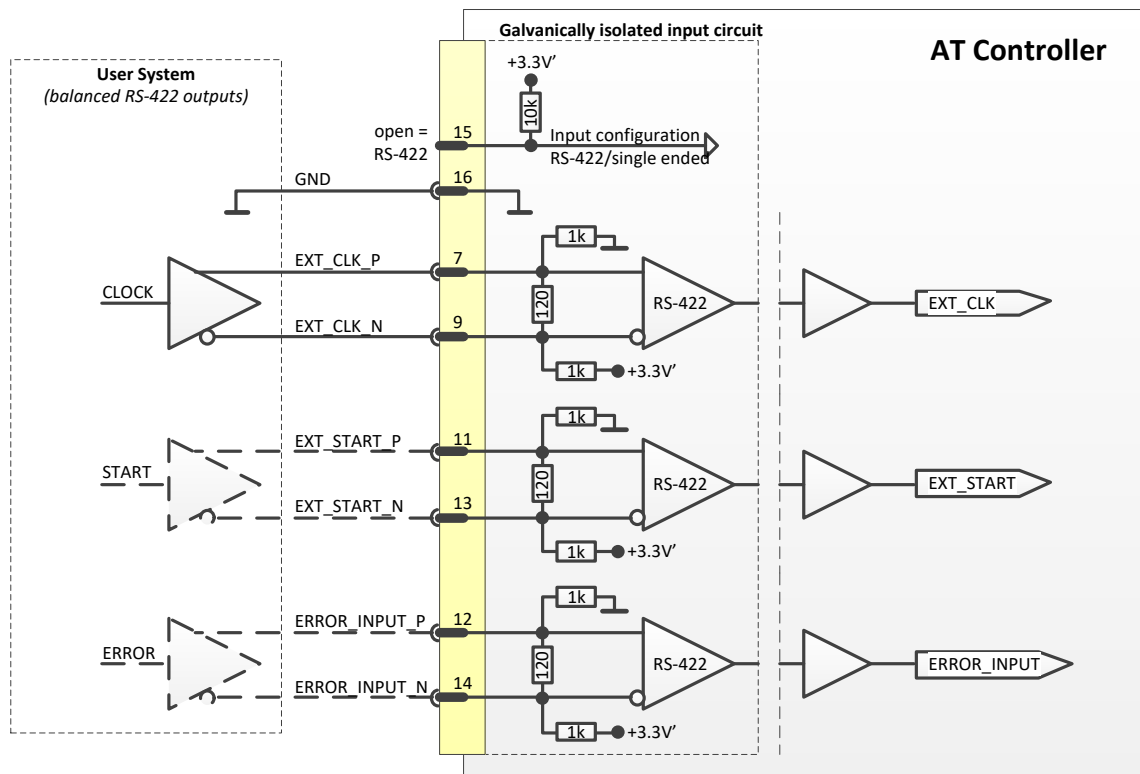 Galvanically isolated input circuit
AT Controller
User System
(balanced RS-422 outputs)
+3.3V'
10k
open =
RS-422
15
Input configuration
RS-422/single ended
16
GND
1k
EXT_CLK_P
7
CLOCK
120
RS-422
EXT_CLK
EXT_CLK_N
9
1k
+3.3V'
1k
EXT_START_P
11
START
120
RS-422
EXT_START
EXT_START_N
13
1k
+3.3V'
1k
ERROR_INPUT_P
12
ERROR
120
RS-422
ERROR_INPUT
ERROR_INPUT_N
14
1k
+3.3V'